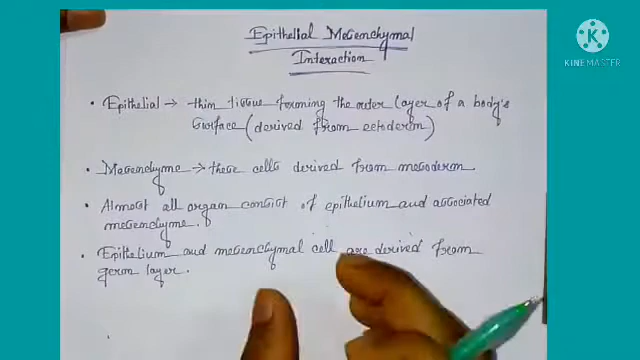 Epithelial Mesenchymal
Interaction
• Epithelial → thin tissue forming the outer layer of a body's
surface (derived from ectoderm)
• Mesenchyme → these cells derived from mesoderm.
• Almost all organ consist of epithelium and associated
mesenchyme.
• Epithelium and mesenchymal cell are derived from
germ layer.
K
KINEMASTER